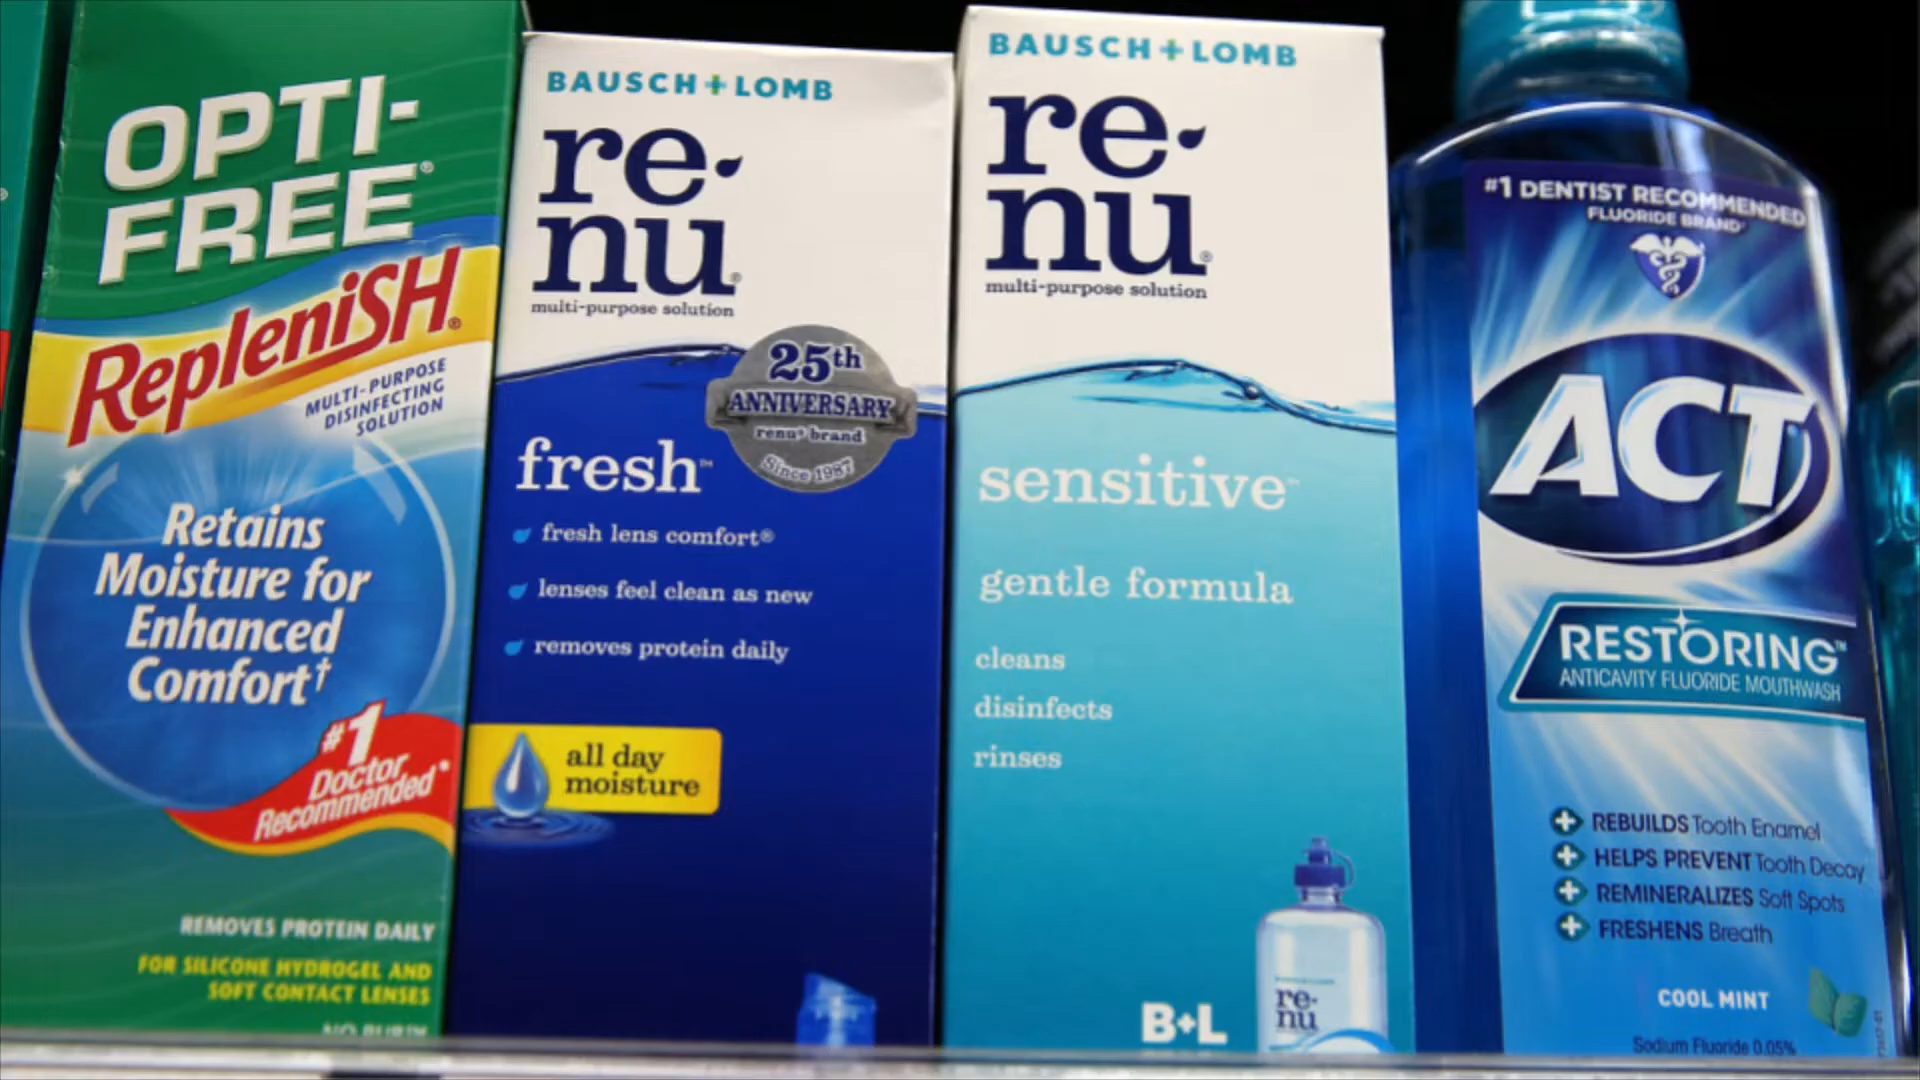 OPTI-
FREE®
RepleniSH®
MULTI-PURPOSE
DISINFECTING
SOLUTION
Retains
Moisture for
Enhanced
Comfort†
#1
Doctor
Recommended*
REMOVES PROTEIN DAILY
FOR SILICONE HYDROGEL AND
SOFT CONTACT LENSES
BAUSCH+LOMB
re
nu®
multi-purpose solution
25th
ANNIVERSARY
renu® brand
Since 1987
fresh™
fresh lens comfort®
lenses feel clean as new
removes protein daily
all day
moisture
BAUSCH+LOMB
re
nu®
multi-purpose solution
sensitive™
gentle formula
cleans
disinfects
rinses
B+L
re
nu
#1 DENTIST RECOMMENDED
FLUORIDE BRAND
ACT
RESTORING™
ANTICAVITY FLUORIDE MOUTHWASH
REBUILDS Tooth Enamel
HELPS PREVENT Tooth Decay
REMINERALIZES Soft Spots
FRESHENS Breath
COOL MINT
Sodium Fluoride 0.05%